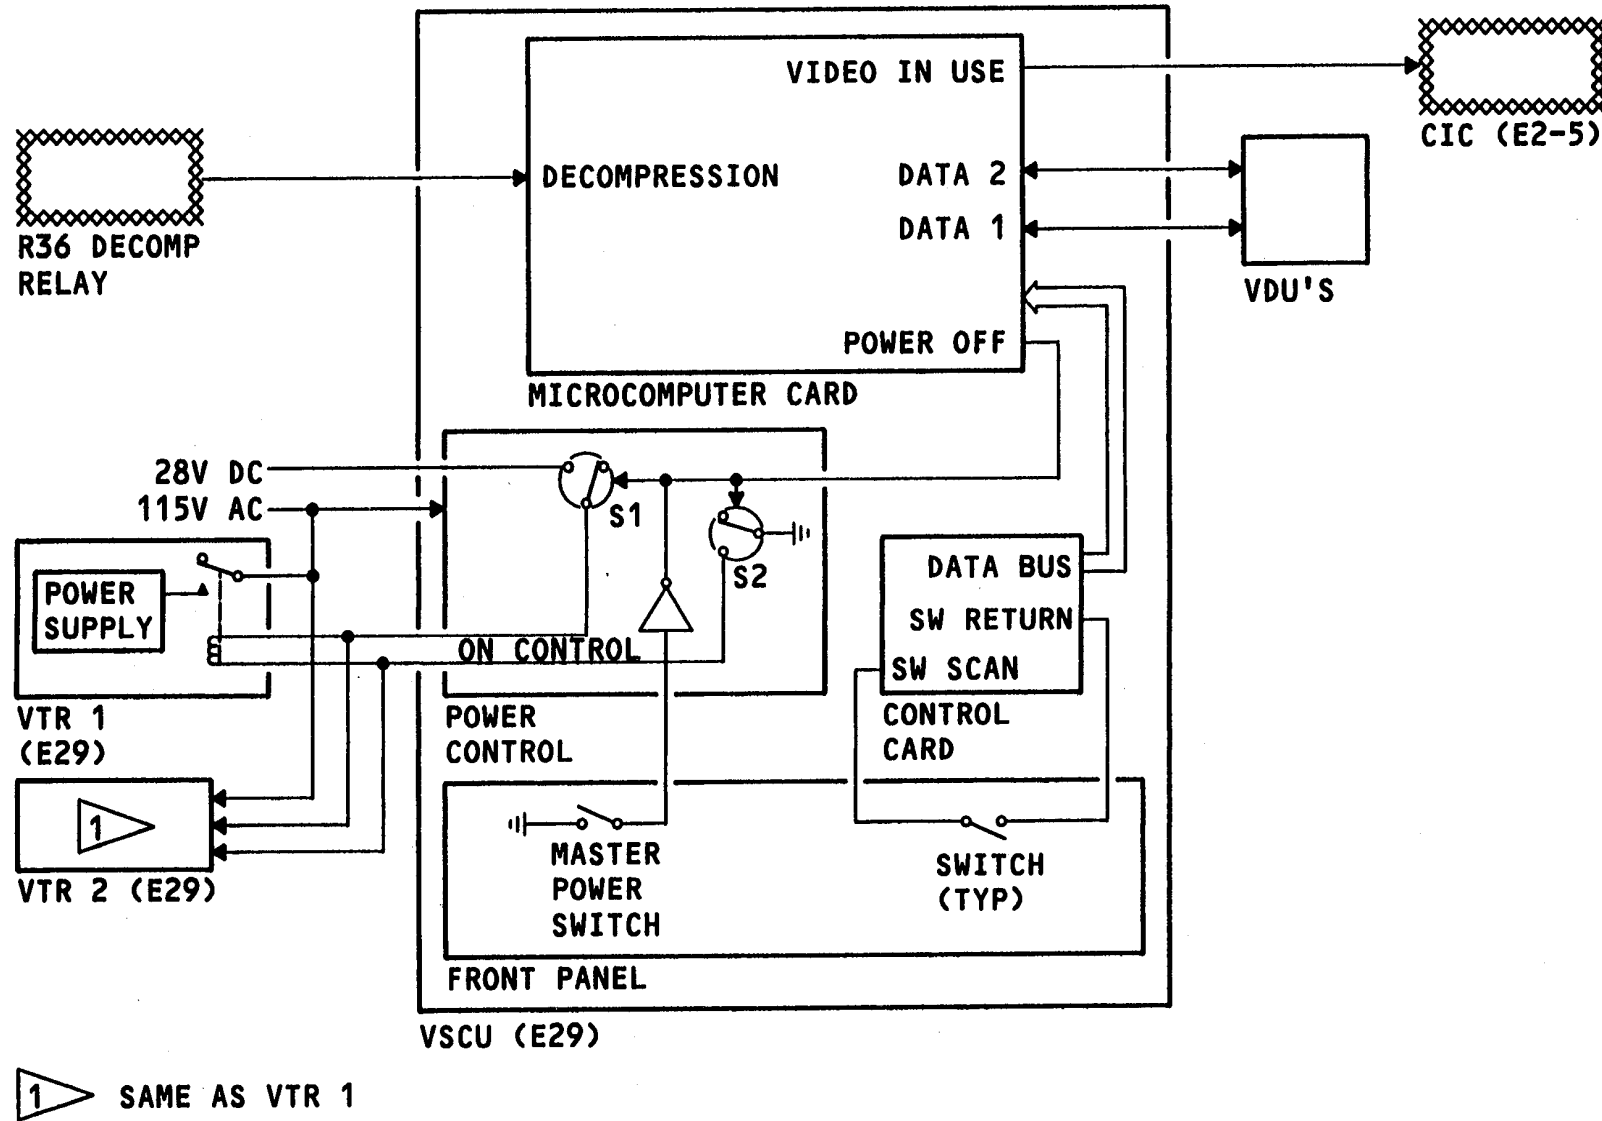 VIDEO IN USE
CIC (E2-5)
DECOMPRESSION
DATA 2
DATA 1
R36 DECOMP
RELAY
VDU'S
POWER OFF
MICROCOMPUTER CARD
28V DC
115V AC
S1
S2
POWER
SUPPLY
ON CONTROL
DATA BUS
SW RETURN
SW SCAN
VTR 1
(E29)
POWER
CONTROL
CONTROL
CARD
1
VTR 2 (E29)
MASTER
POWER
SWITCH
SWITCH
(TYP)
FRONT PANEL
VSCU (E29)
1 SAME AS VTR 1